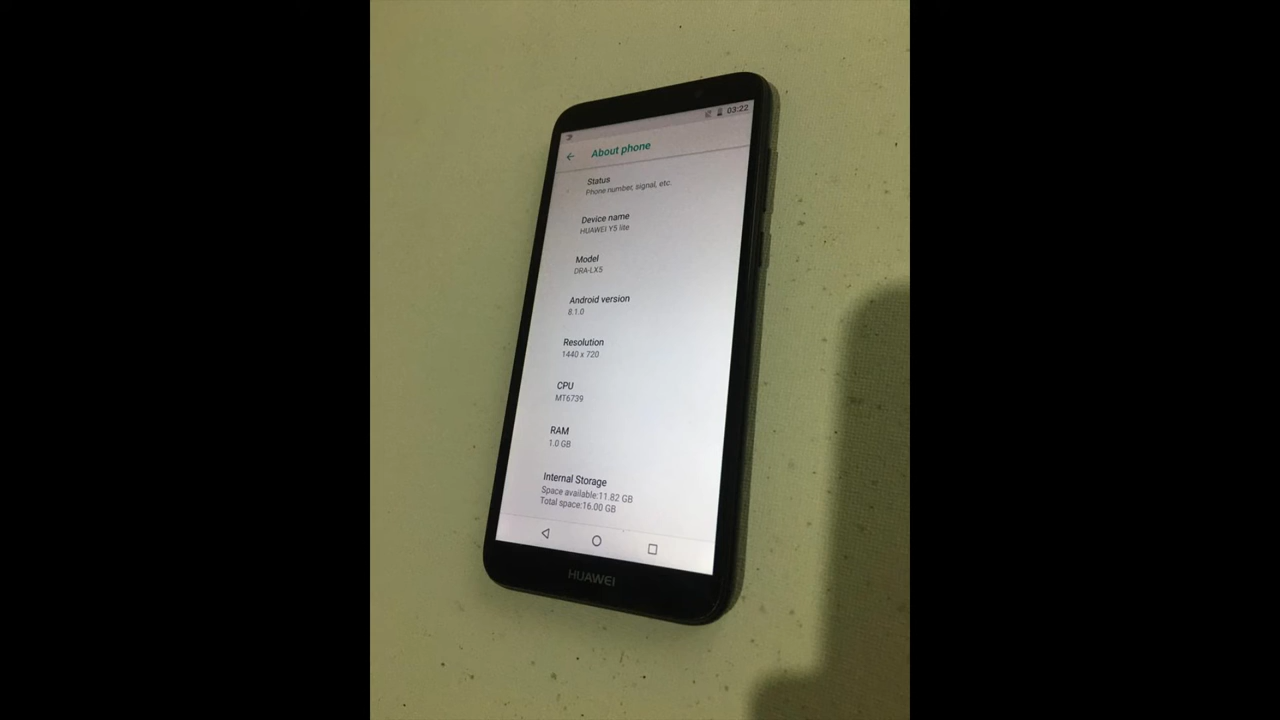 03:22
About phone
Status
Phone number, signal, etc.
Device name
HUAWEI Y5 lite
Model
DRA-LX5
Android version
8.1.0
Resolution
1440 x 720
CPU
MT6739
RAM
1.0 GB
Internal Storage
Space available:11.82 GB
Total space:16.00 GB
HUAWEI